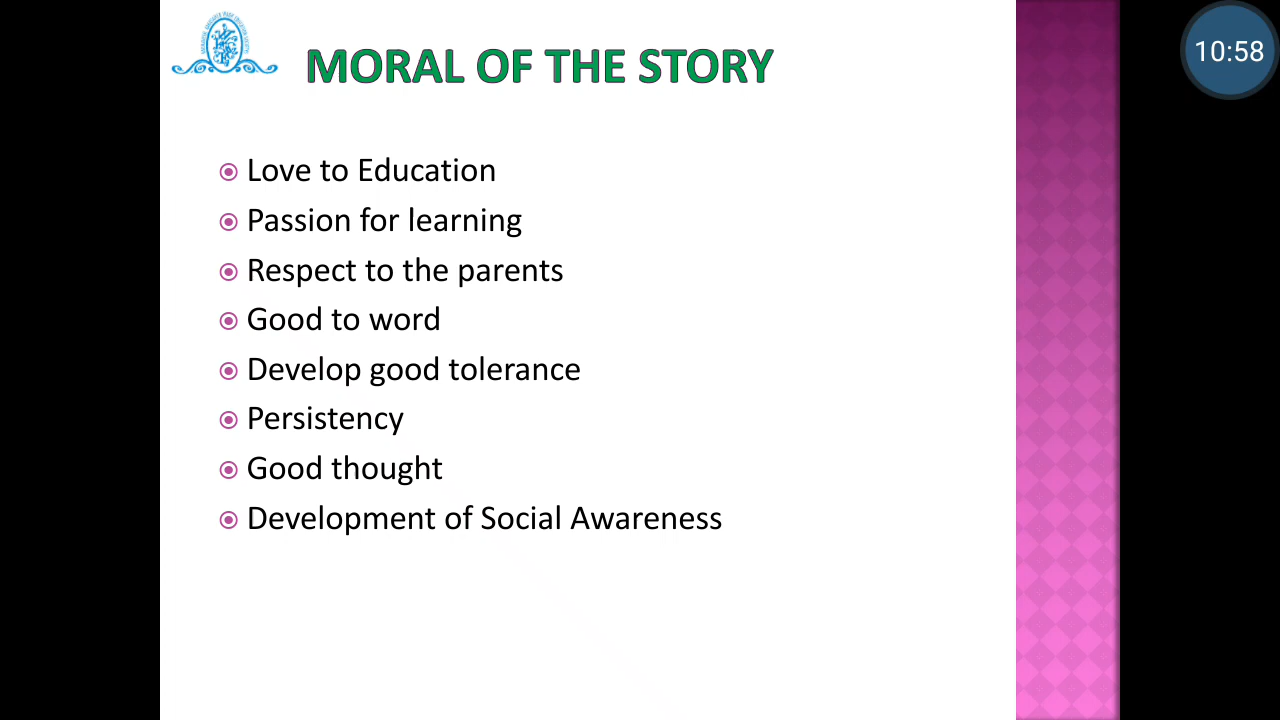 MORAL OF THE STORY
10:58
Love to Education
Passion for learning
Respect to the parents
Good to word
Develop good tolerance
Persistency
Good thought
Development of Social Awareness